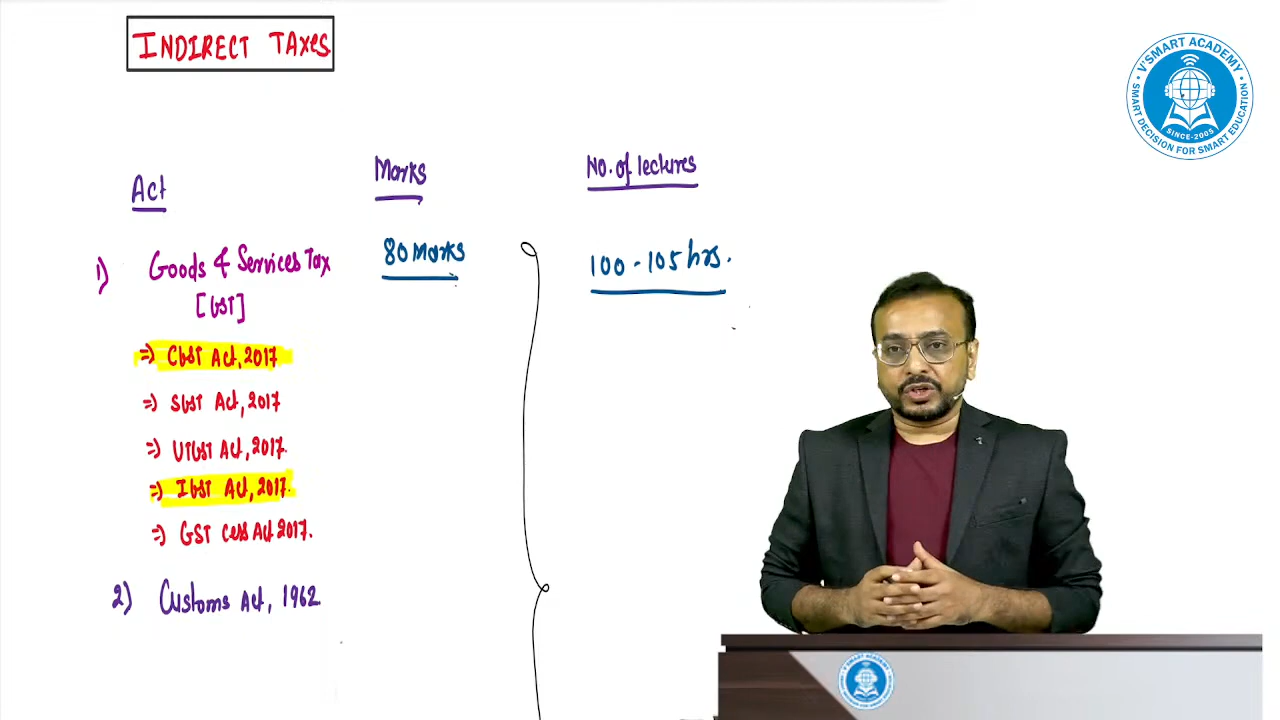 INDIRECT TAXES
V'SMART ACADEMY
SMART DECISION FOR SMART EDUCATION
SINCE-2005
Act
Marks
No. of lectures
1) Goods & Services Tax
[GST]
80 Marks
100 - 105 hrs.
=> CGST Act, 2017
=> SGST Act, 2017
=> UTGST Act, 2017.
=> IGST Act, 2017.
=> GST Cess Act 2017.
2) Customs Act, 1962
V'SMART ACADEMY